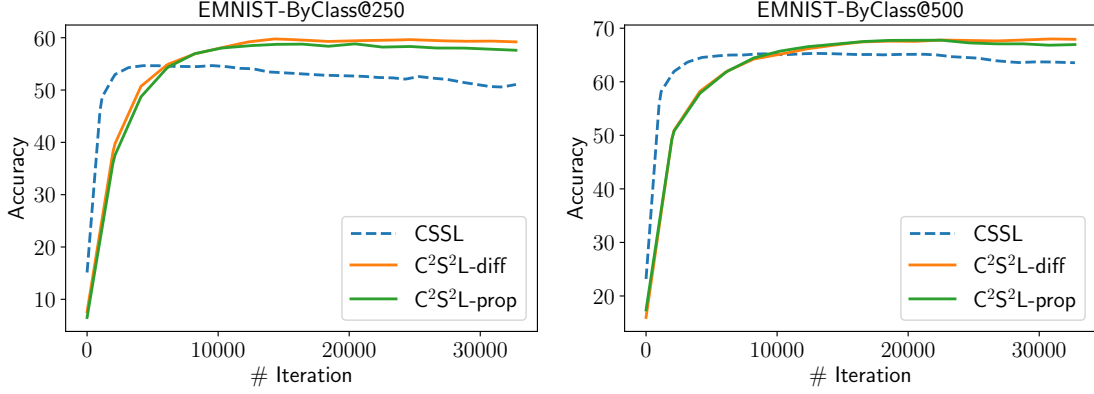 EMNIST-ByClass@250
60
50
40
30
20
10
Accuracy
0
10000
20000
30000
# Iteration
CSSL
C²S²L-diff
C²S²L-prop
EMNIST-ByClass@500
70
60
50
40
30
20
Accuracy
0
10000
20000
30000
# Iteration
CSSL
C²S²L-diff
C²S²L-prop